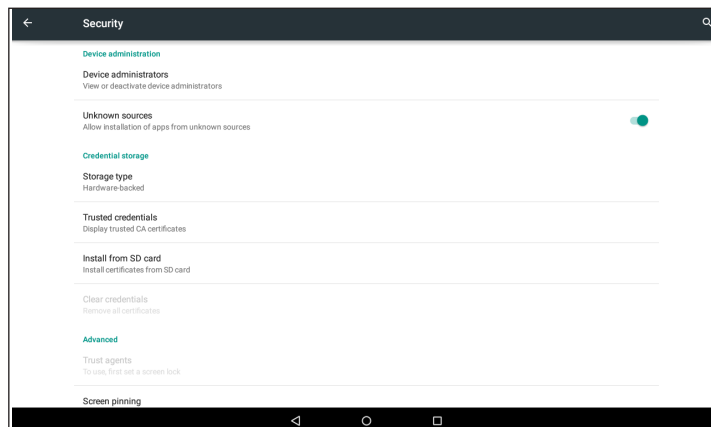 Security
Device administration
Device administrators
View or deactivate device administrators
Unknown sources
Allow installation of apps from unknown sources
Credential storage
Storage type
Hardware-backed
Trusted credentials
Display trusted CA certificates
Install from SD card
Install certificates from SD card
Clear credentials
Remove all certificates
Advanced
Trust agents
To use, first set a screen lock
Screen pinning